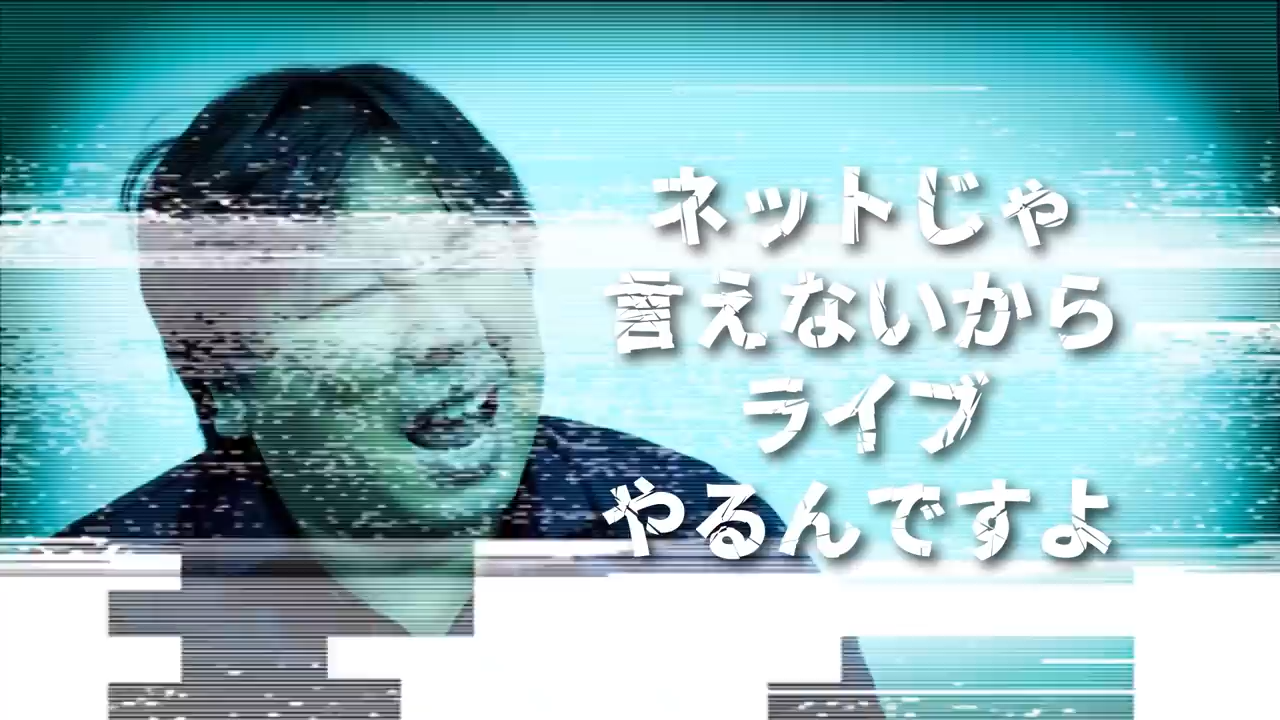 ネットじゃ
言えないから
ライブ
やるんですよ